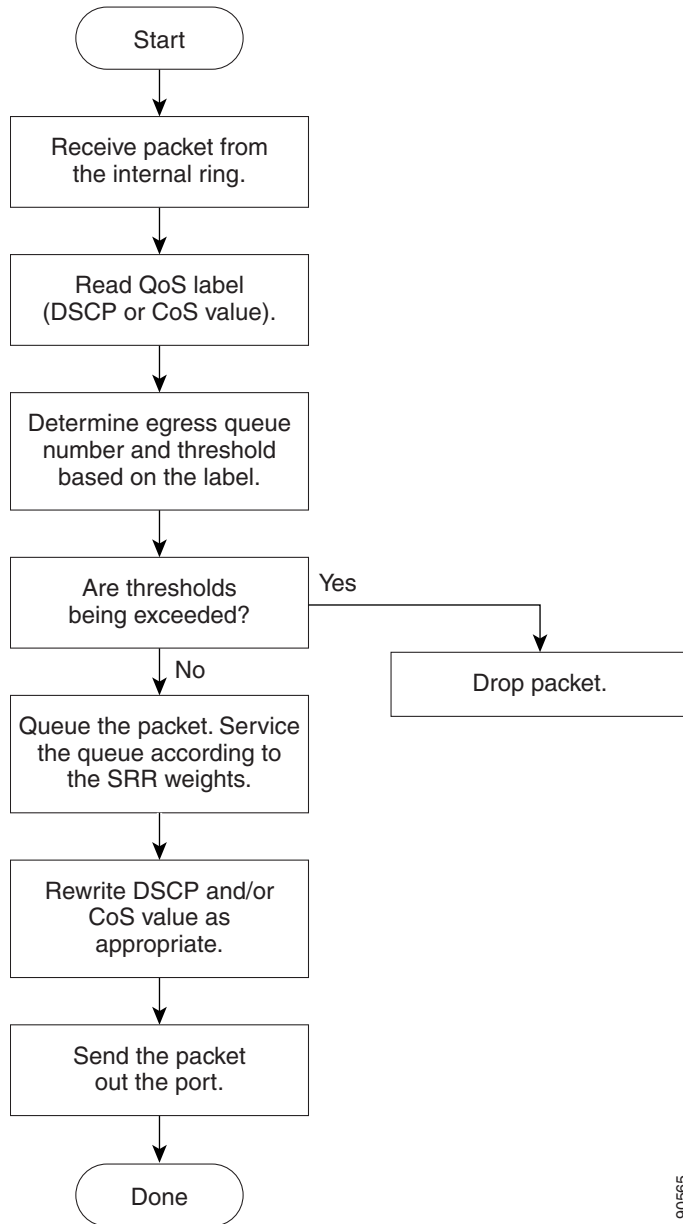 Start
Receive packet from
the internal ring.
Read QoS label
(DSCP or CoS value).
Determine egress queue
number and threshold
based on the label.
Are thresholds
being exceeded?
Yes
Drop packet.
No
Queue the packet. Service
the queue according to
the SRR weights.
Rewrite DSCP and/or
CoS value as
appropriate.
Send the packet
out the port.
Done
90565